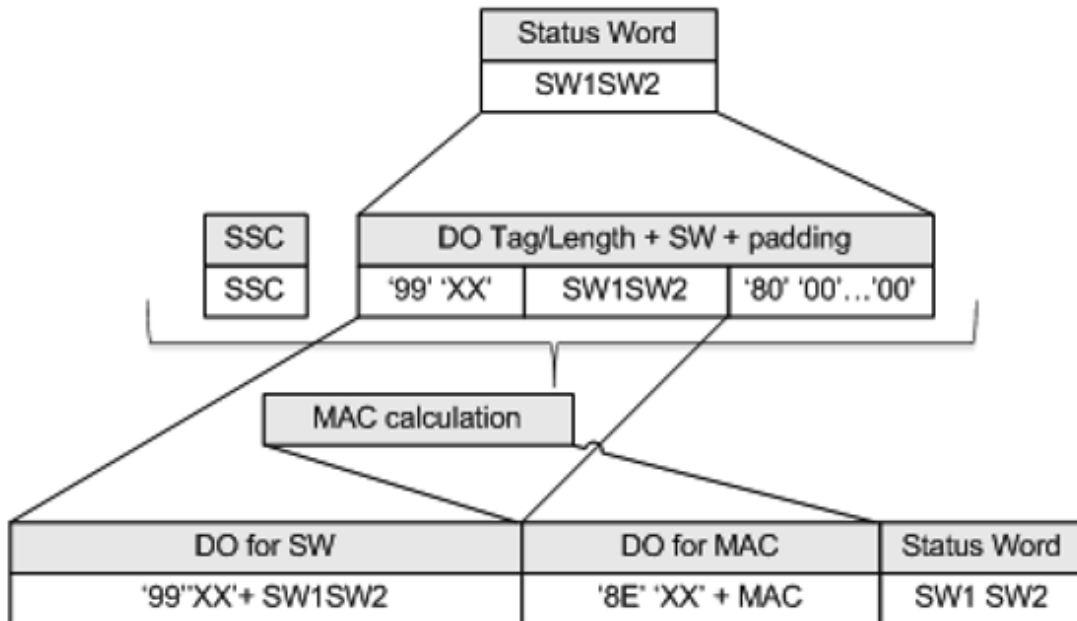 Status Word
SW1SW2
SSC DO Tag/Length + SW + padding
SSC ‘99’ ‘XX’ SW1SW2 ‘80’ ‘00’…’00’
MAC calculation
DO for SW DO for MAC Status Word
‘99’’XX’+ SW1SW2 ‘8E’ ‘XX’ + MAC SW1 SW2